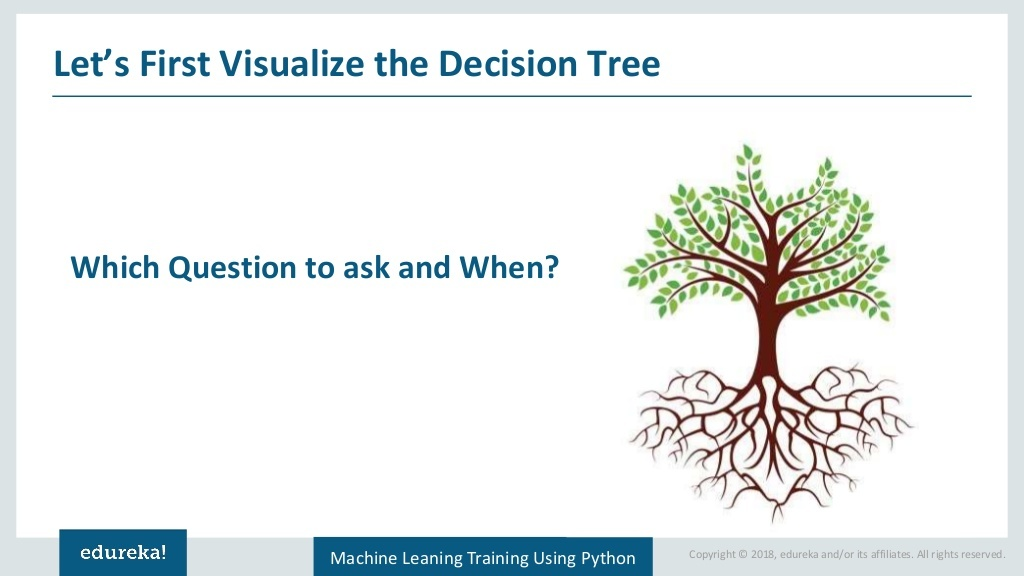 Let’s First Visualize the Decision Tree
Which Question to ask and When?
edureka!
Machine Leaning Training Using Python
Copyright © 2018, edureka and/or its affiliates. All rights reserved.